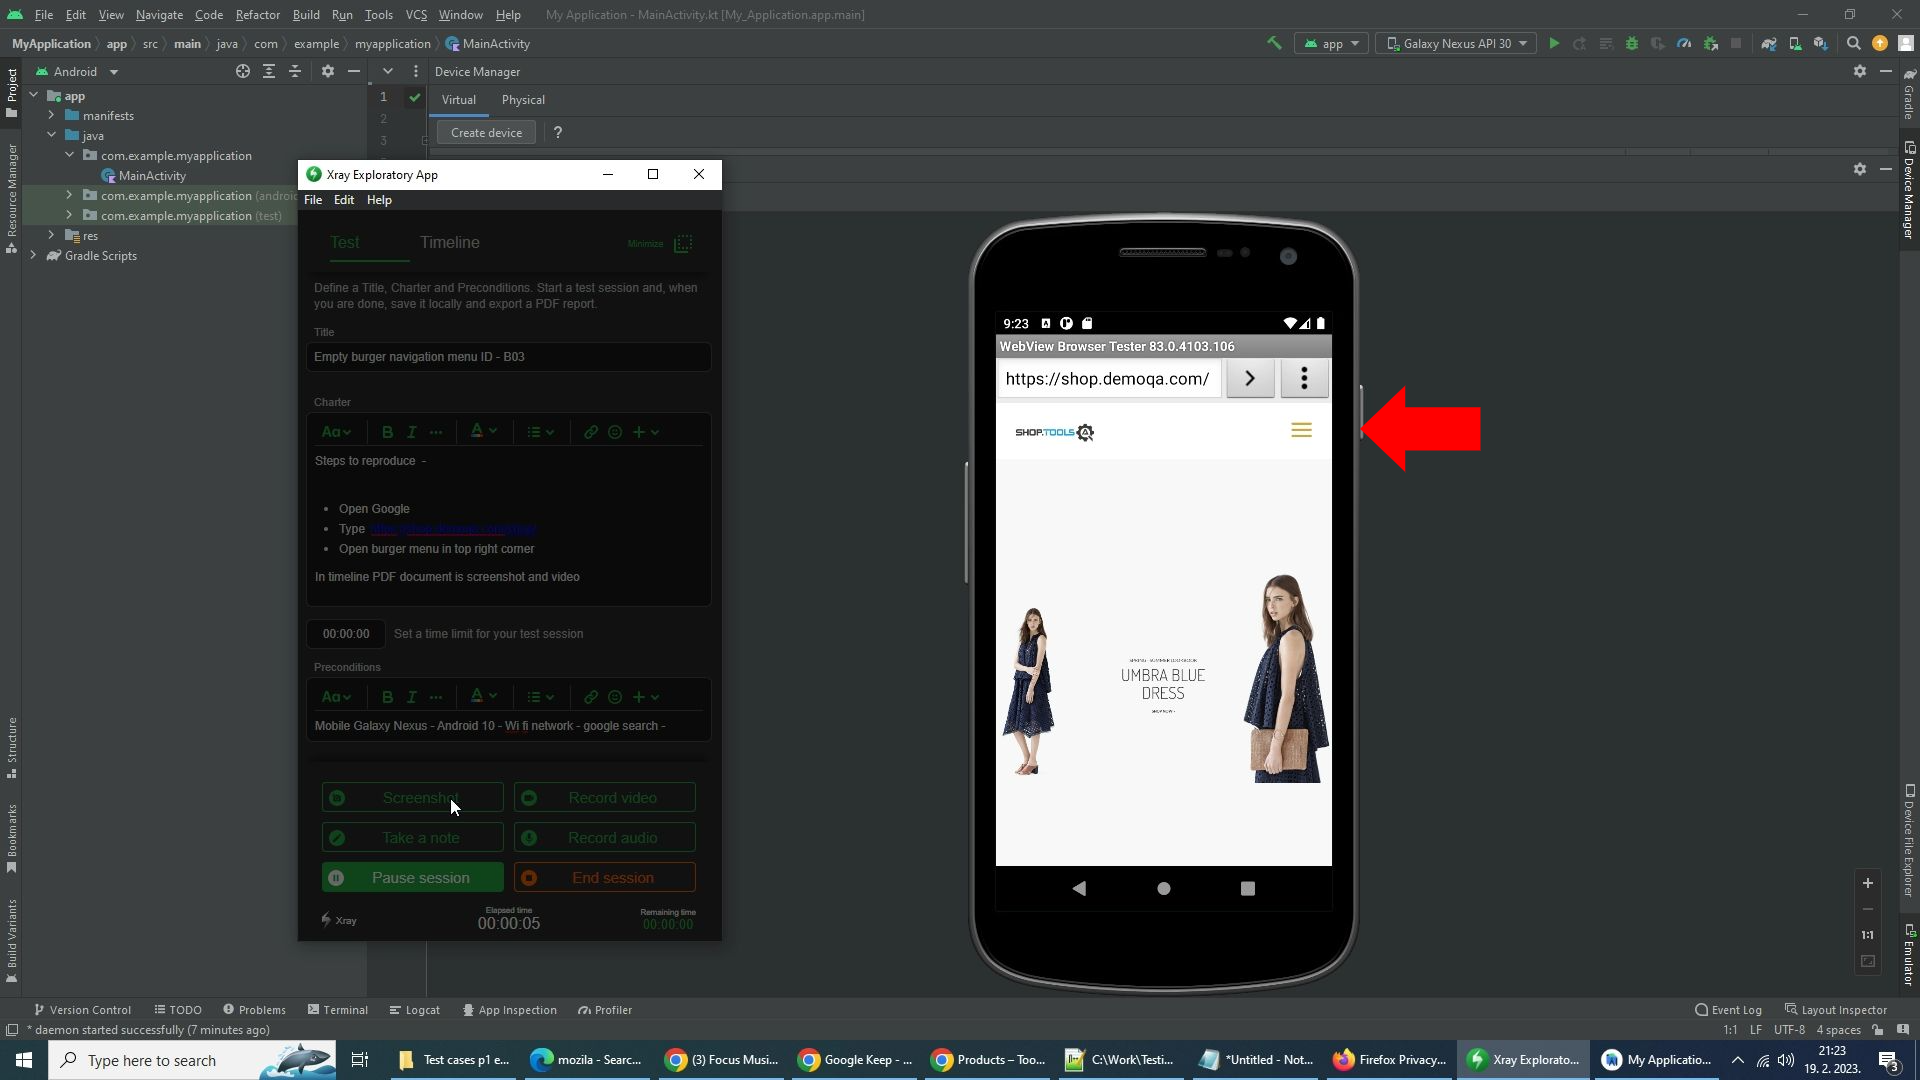 File Edit View Navigate Code Refactor Build Run Tools VCS Window Help My Application - MainActivity.kt [My_Application.app.main]
MyApplication app src main java com example myapplication MainActivity
app Galaxy Nexus API 30
Project
Android
Device Manager
app
manifests
java
com.example.myapplication
MainActivity
com.example.myapplication (androi
com.example.myapplication (test)
res
Gradle Scripts
Resource Manager
Structure
Bookmarks
Build Variants
1
2
3
Virtual Physical
Create device ?
Gradle
Device Manager
Device File Explorer
Emulator
Xray Exploratory App
File Edit Help
Test Timeline Minimize
Define a Title, Charter and Preconditions. Start a test session and, when
you are done, save it locally and export a PDF report.
Title
Empty burger navigation menu ID - B03
Charter
Aa B I ... A
Steps to reproduce -
• Open Google
• Type
• Open burger menu in top right corner
In timeline PDF document is screenshot and video
00:00:00 Set a time limit for your test session
Preconditions
Aa B I ... A
Mobile Galaxy Nexus - Android 10 - Wi fi network - google search -
Screenshot Record video
Take a note Record audio
Pause session End session
Xray
Elapsed time
00:00:05
Remaining time
00:00:00
9:23
WebView Browser Tester 83.0.4103.106
https://shop.demoqa.com/
SHOP.TOOLS
SPRING - SUMMER LOOKBOOK
UMBRA BLUE
DRESS
SHOP NOW
1:1
Version Control TODO Problems Terminal Logcat App Inspection Profiler Event Log Layout Inspector
* daemon started successfully (7 minutes ago) 1:1 LF UTF-8 4 spaces
Type here to search
Test cases p1 e...
mozila - Searc...
(3) Focus Musi...
Google Keep - ...
Products – Too...
C:\Work\Testi...
*Untitled - Not...
Firefox Privacy...
Xray Explorato...
My Applicatio...
21:23
19. 2. 2023.
3